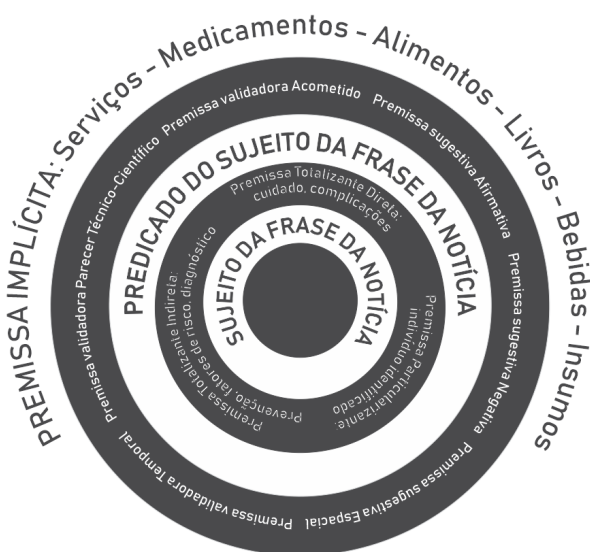 PREMISSA IMPLÍCITA: Serviços - Medicamentos - Alimentos - Livros - Bebidas - Insumos
Premissa validadora Temporal
Premissa validadora Parecer Técnico-Científico
Premissa validadora Acometido
Premissa sugestiva Afirmativa
Premissa sugestiva Negativa
Premissa sugestiva Espacial
PREDICADO DO SUJEITO DA FRASE DA NOTÍCIA
Premissa Totalizante Indireta:
Prevenção, fatores de risco, diagnóstico
Premissa Totalizante Direta:
cuidado, complicações
Premissa Particularizante:
indivíduo identificado
SUJEITO DA FRASE DA NOTÍCIA